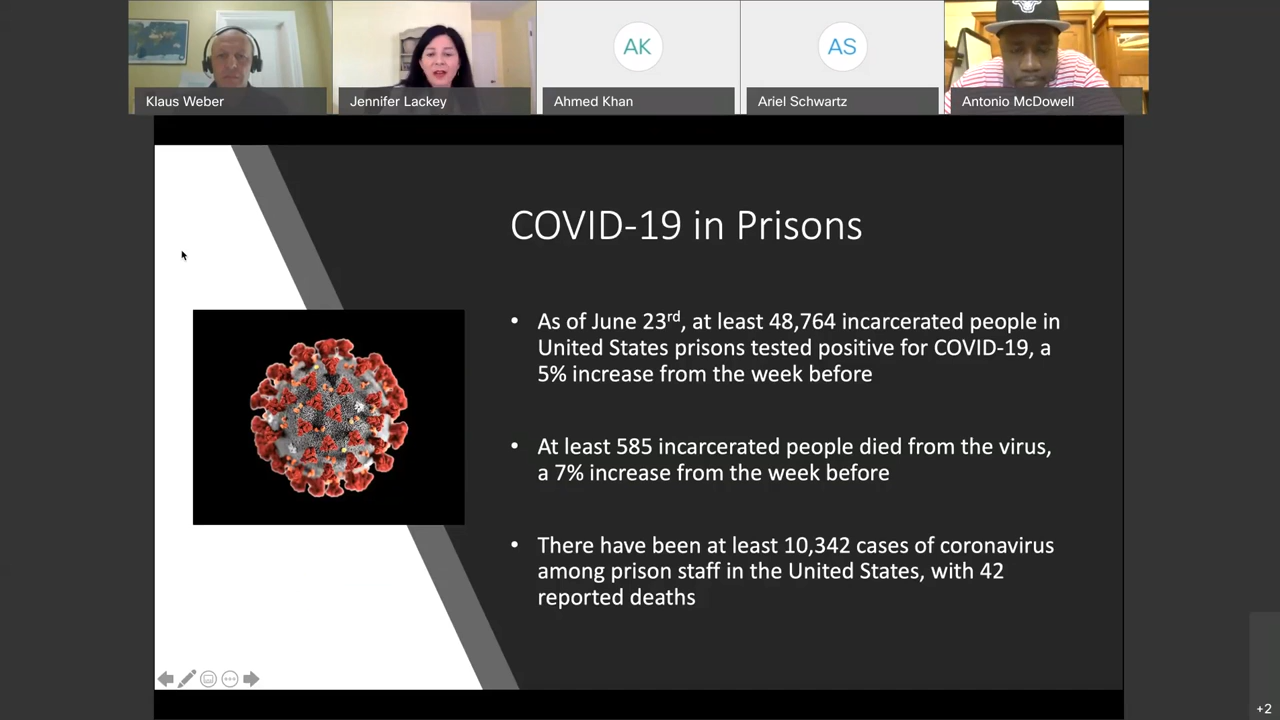 AK
AS
Klaus Weber
Jennifer Lackey
Ahmed Khan
Ariel Schwartz
Antonio McDowell
COVID-19 in Prisons
• As of June 23rd, at least 48,764 incarcerated people in
United States prisons tested positive for COVID-19, a
5% increase from the week before
• At least 585 incarcerated people died from the virus,
a 7% increase from the week before
• There have been at least 10,342 cases of coronavirus
among prison staff in the United States, with 42
reported deaths
+2